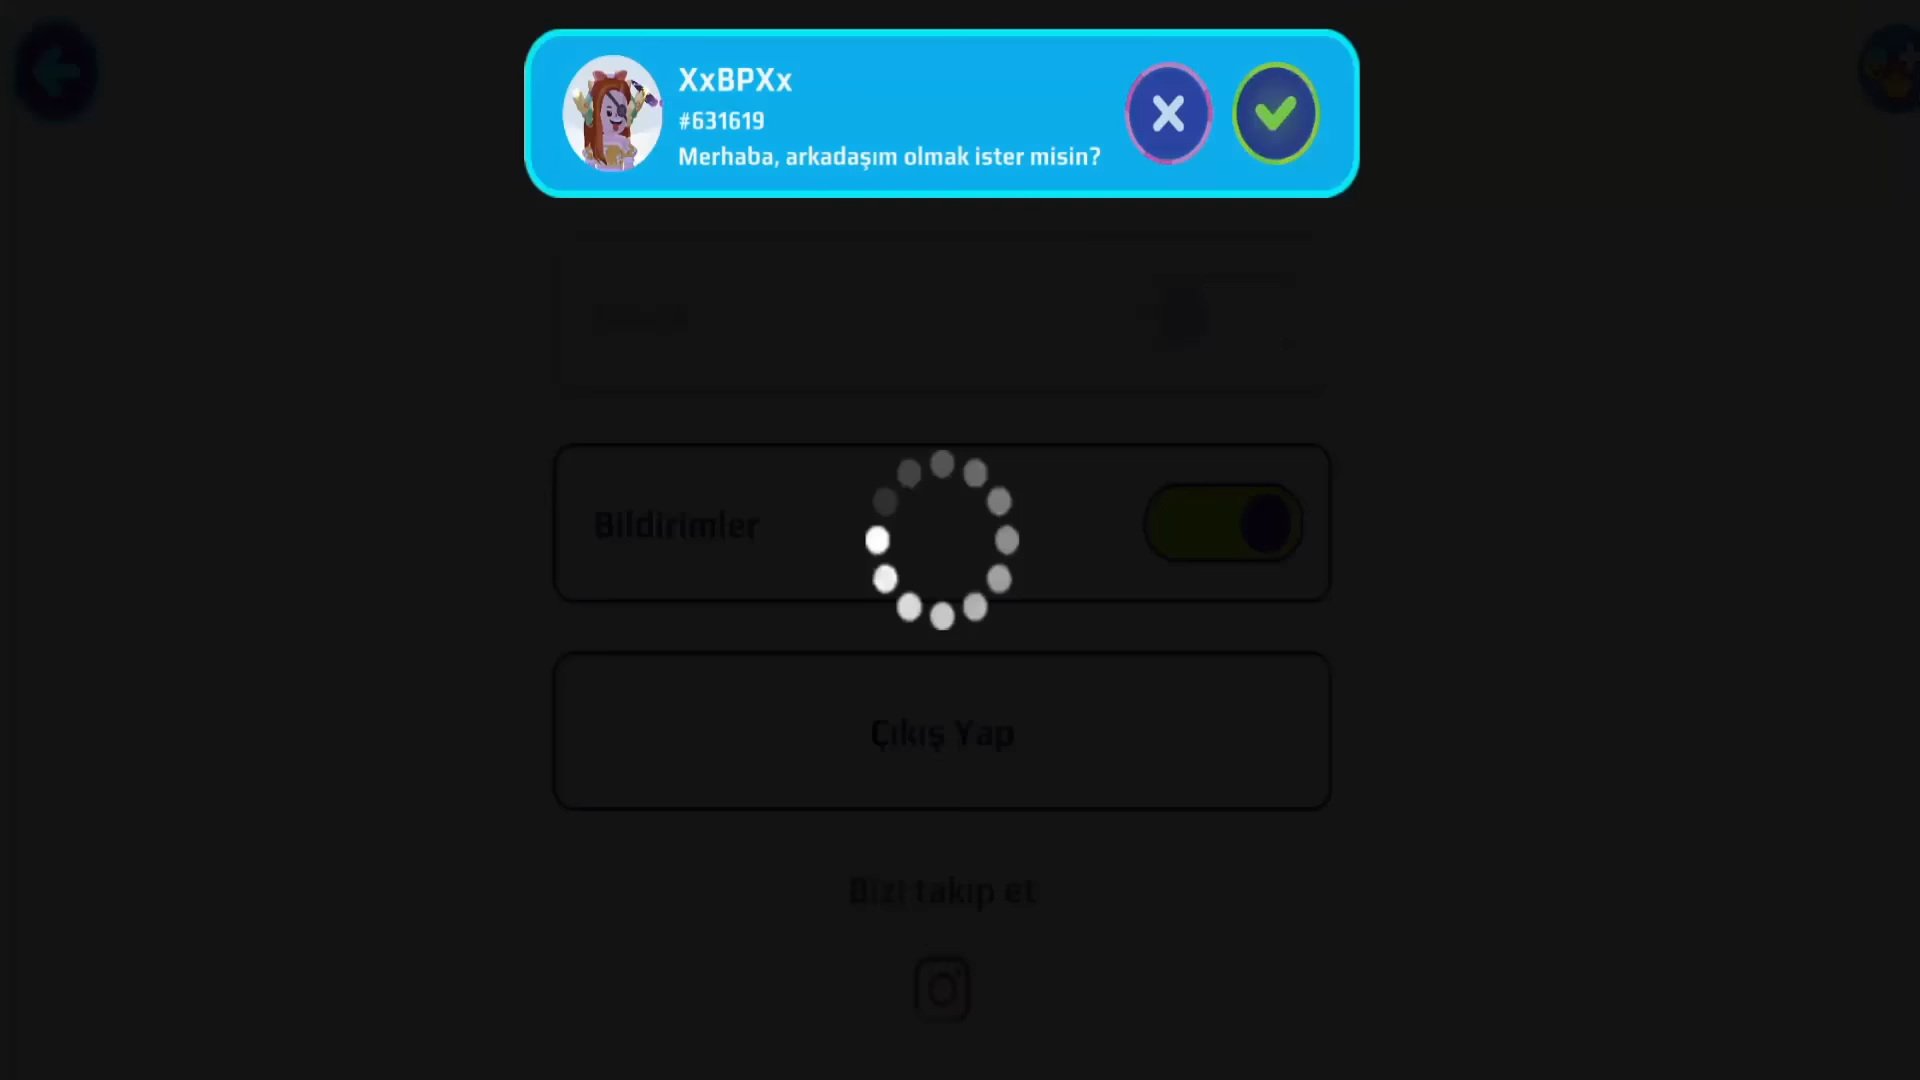 XxBPXx
#631619
Merhaba, arkadaşım olmak ister misin?
Bildirimler
Çıkış Yap
Bizi takip et